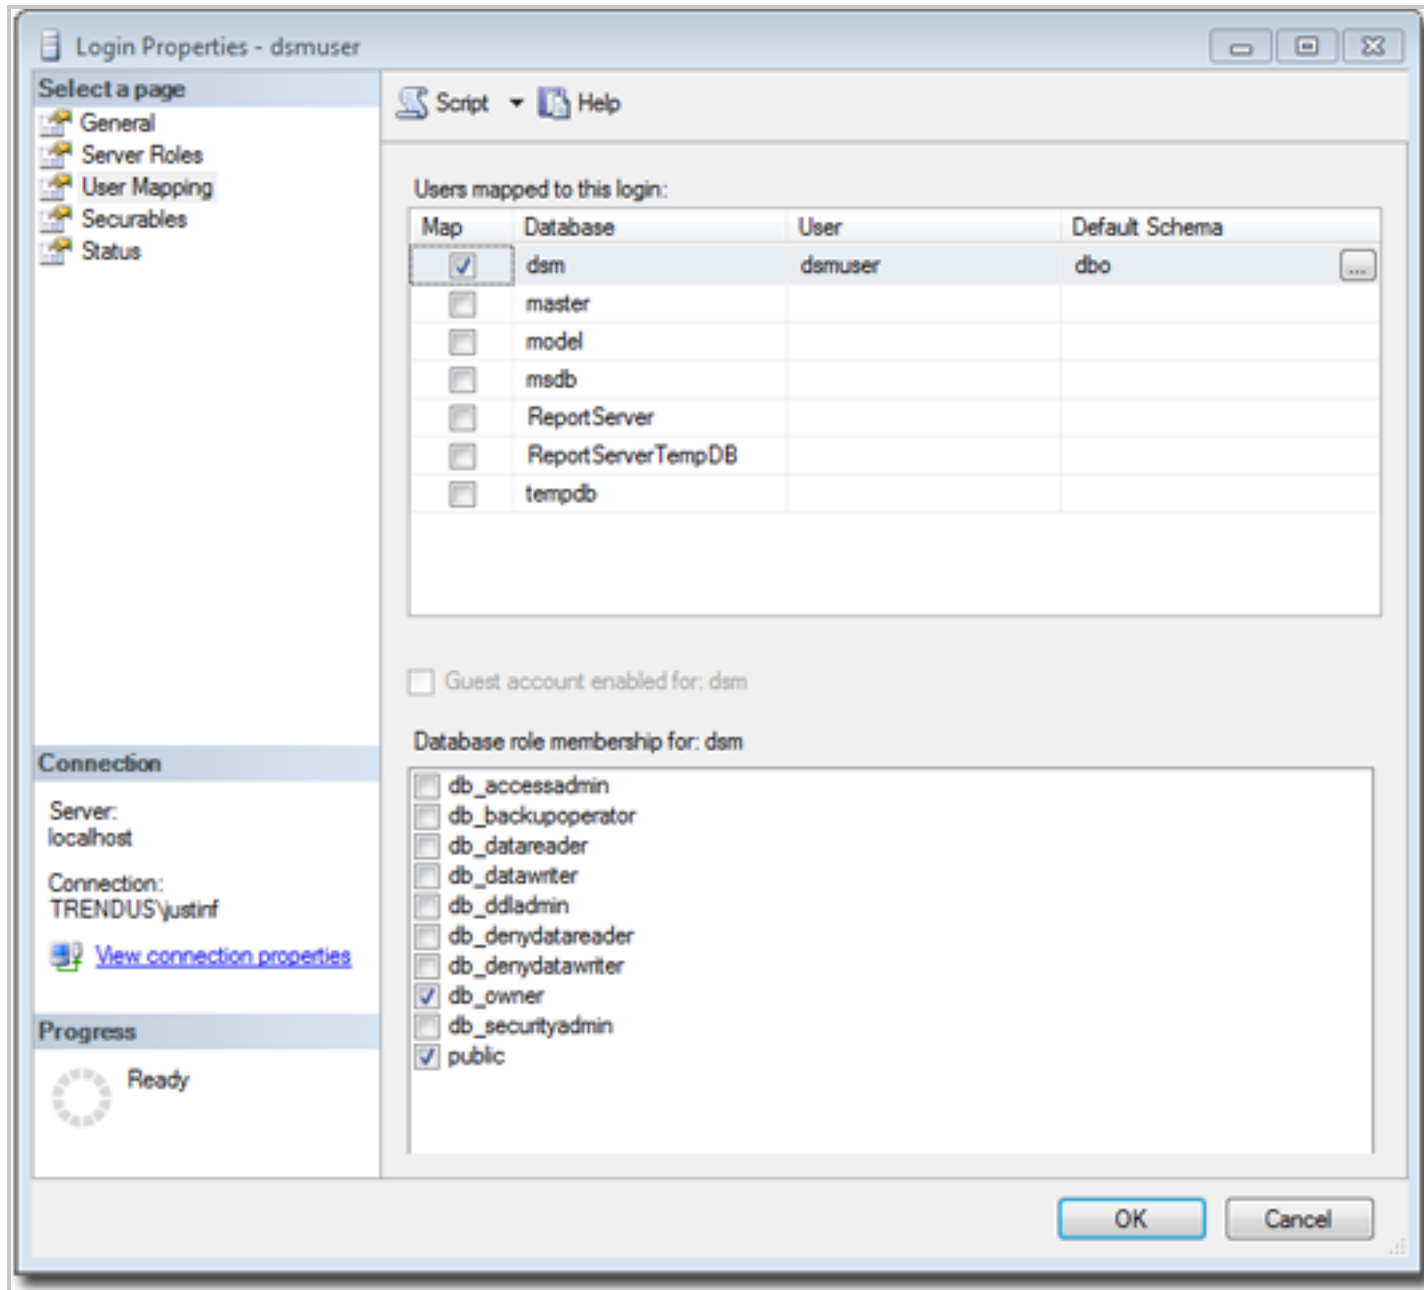 Login Properties - dsmuser
Select a page
General
Server Roles
User Mapping
Securables
Status
Script Help
Users mapped to this login:
Map Database User Default Schema
dsm dsmuser dbo ...
master
model
msdb
ReportServer
ReportServerTempDB
tempdb
Guest account enabled for: dsm
Database role membership for: dsm
db_accessadmin
db_backupoperator
db_datareader
db_datawriter
db_ddladmin
db_denydatareader
db_denydatawriter
db_owner
db_securityadmin
public
Connection
Server:
localhost
Connection:
TRENDUS\justinf
View connection properties
Progress
Ready
OK Cancel